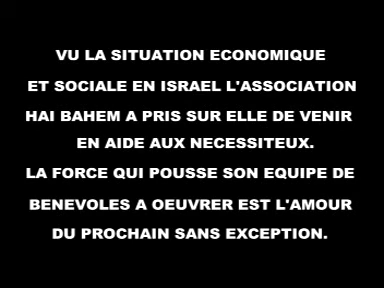 VU LA SITUATION ECONOMIQUE
ET SOCIALE EN ISRAEL L'ASSOCIATION
HAI BAHEM A PRIS SUR ELLE DE VENIR
EN AIDE AUX NECESSITEUX.
LA FORCE QUI POUSSE SON EQUIPE DE
BENEVOLES A OEUVRER EST L'AMOUR
DU PROCHAIN SANS EXCEPTION.